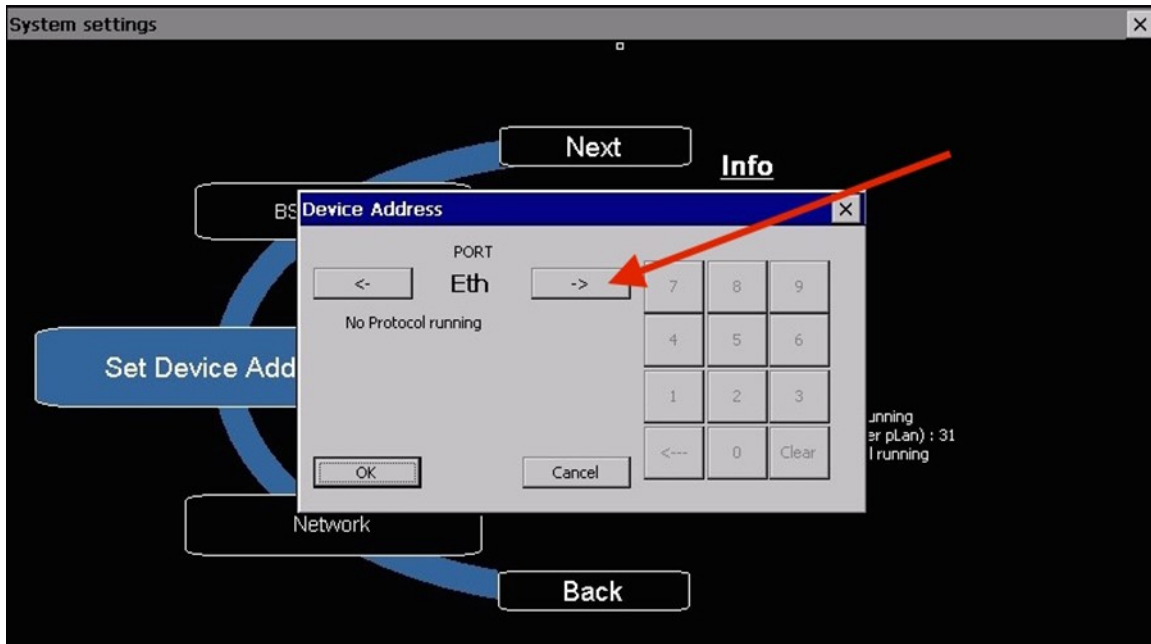 System settings
Next
Info
BS
Device Address
PORT
<- Eth ->
No Protocol running
7 8 9
4 5 6
1 2 3
<--- 0 Clear
OK Cancel
Set Device Add
unning
er pLan) : 31
l running
Network
Back